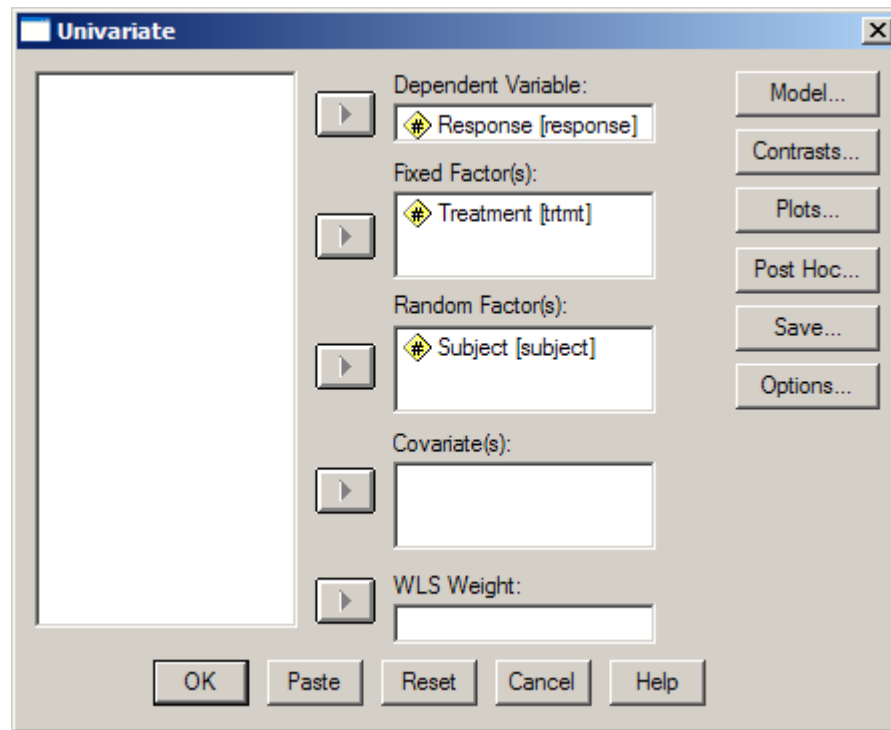 Univariate
Dependent Variable:
# Response [response]
Fixed Factor(s):
# Treatment [trtmt]
Random Factor(s):
# Subject [subject]
Covariate(s):
WLS Weight:
Model...
Contrasts...
Plots...
Post Hoc...
Save...
Options...
OK
Paste
Reset
Cancel
Help